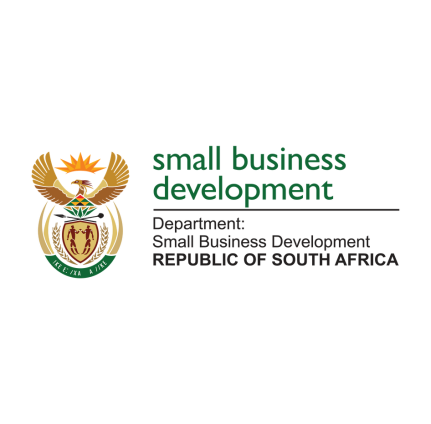 small business
development
Department:
Small Business Development
REPUBLIC OF SOUTH AFRICA